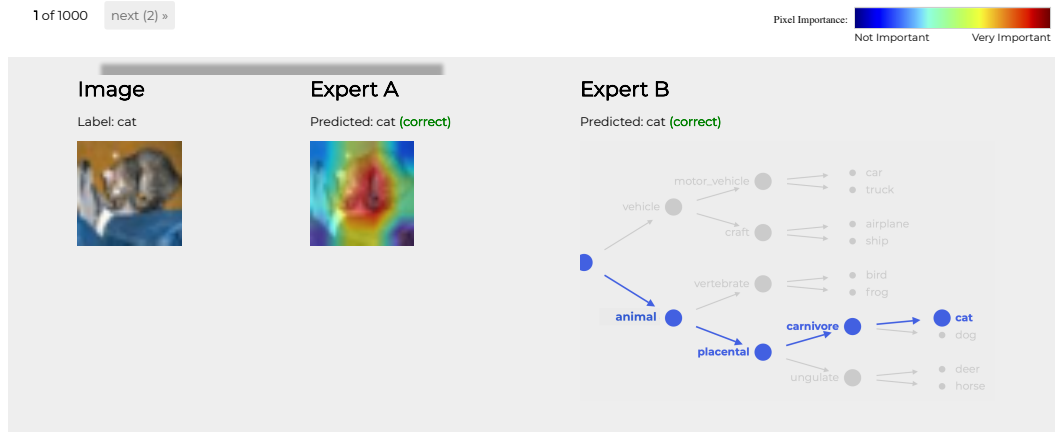 1 of 1000 next (2) »
Pixel Importance:
Not Important Very Important
Image
Label: cat
Expert A
Predicted: cat (correct)
Expert B
Predicted: cat (correct)
motor_vehicle
car
truck
vehicle
craft
airplane
ship
vertebrate
bird
frog
animal
placental
carnivore
cat
dog
ungulate
deer
horse